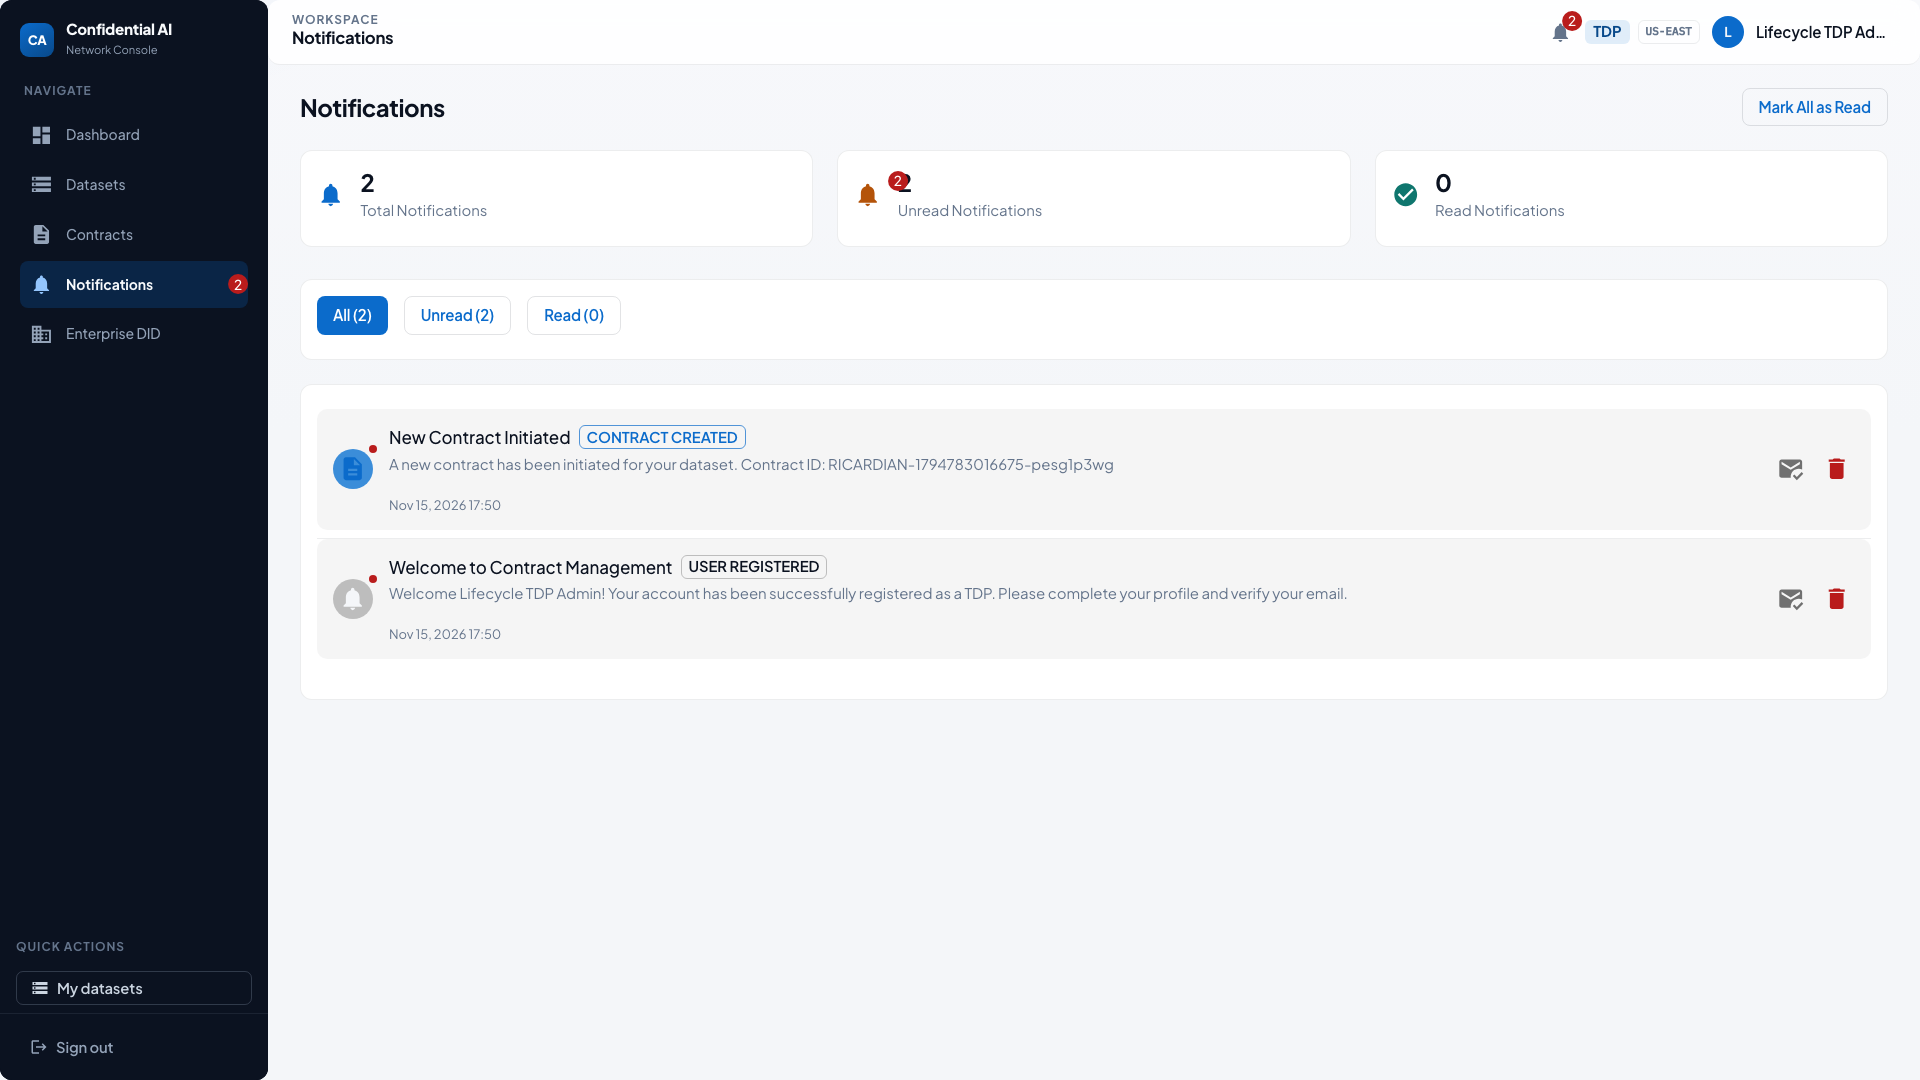 CA
Confidential AI
Network Console
NAVIGATE
Dashboard
Datasets
Contracts
Notifications
2
Enterprise DID
QUICK ACTIONS
My datasets
Sign out
WORKSPACE
Notifications
2
TDP
US-EAST
L
Lifecycle TDP Ad...
Notifications
Mark All as Read
2
Total Notifications
2
2
Unread Notifications
0
Read Notifications
All (2)
Unread (2)
Read (0)
New Contract Initiated
CONTRACT CREATED
A new contract has been initiated for your dataset. Contract ID: RICARDIAN-1794783016675-pesg1p3wg
Nov 15, 2026 17:50
Welcome to Contract Management
USER REGISTERED
Welcome Lifecycle TDP Admin! Your account has been successfully registered as a TDP. Please complete your profile and verify your email.
Nov 15, 2026 17:50